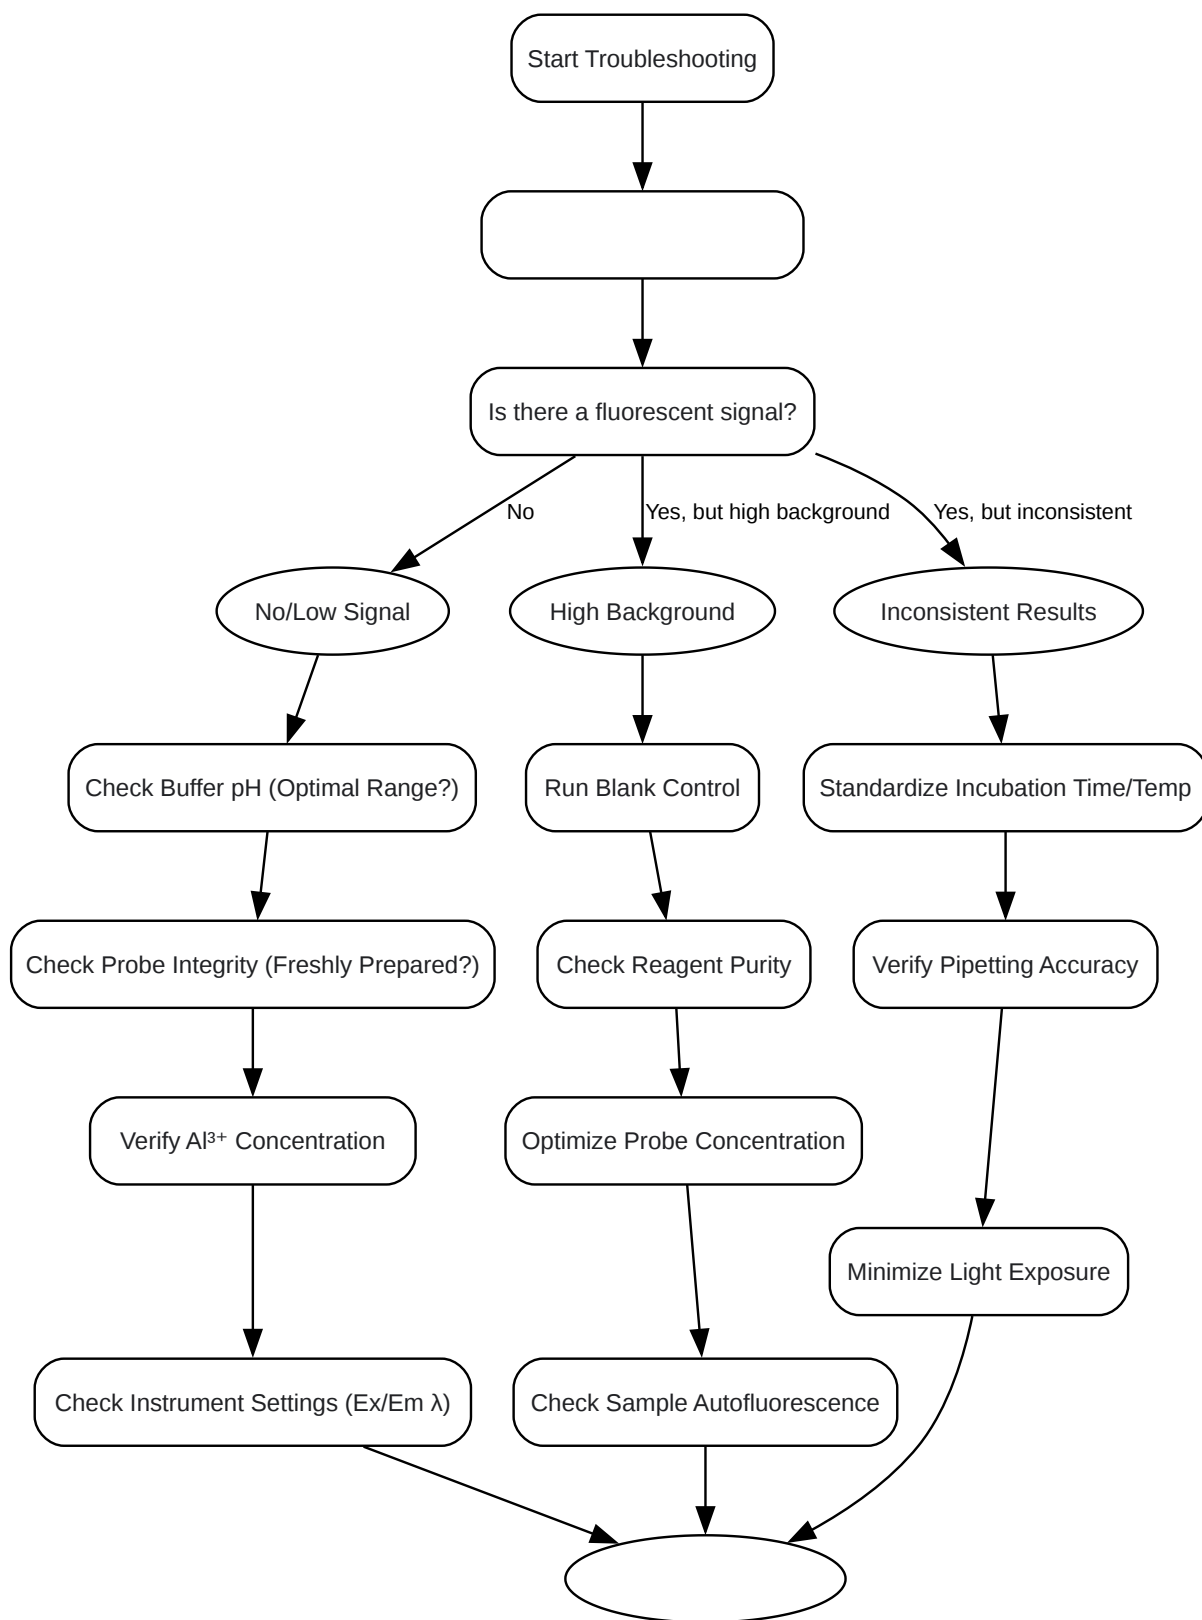 Start Troubleshooting
Is there a fluorescent signal?
No
Yes, but high background
Yes, but inconsistent
No/Low Signal
High Background
Inconsistent Results
Check Buffer pH (Optimal Range?)
Run Blank Control
Standardize Incubation Time/Temp
Check Probe Integrity (Freshly Prepared?)
Check Reagent Purity
Verify Pipetting Accuracy
Verify Al³⁺ Concentration
Optimize Probe Concentration
Minimize Light Exposure
Check Instrument Settings (Ex/Em λ)
Check Sample Autofluorescence